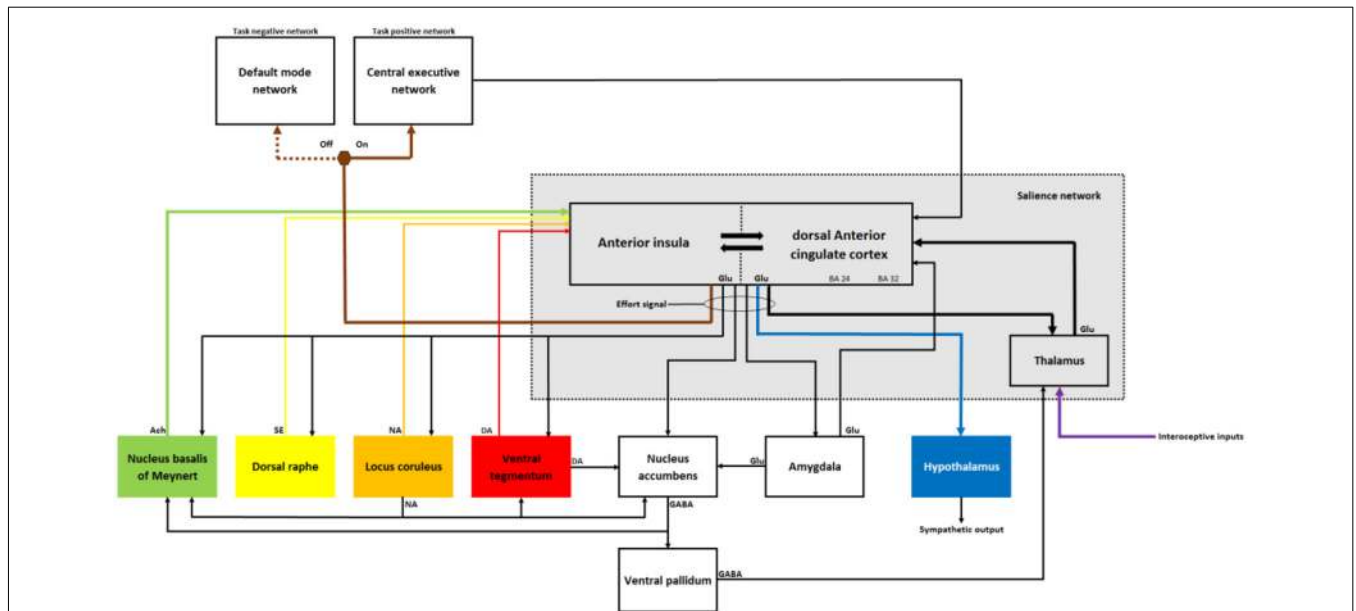 Task negative network
Task positive network
Default mode
network
Central executive
network
Off
On
Salience network
Anterior insula
dorsal Anterior
cingulate cortex
Glu
Glu
BA 24
BA 32
Effort signal
Glu
Thalamus
Ach
SE
NA
DA
Glu
Nucleus basalis
of Meynert
Dorsal raphe
Locus coruleus
Ventral
tegmentum
DA
Nucleus
accumbens
Glu
Amygdala
Hypothalamus
Interoceptive inputs
NA
GABA
Sympathetic output
Ventral pallidum
GABA